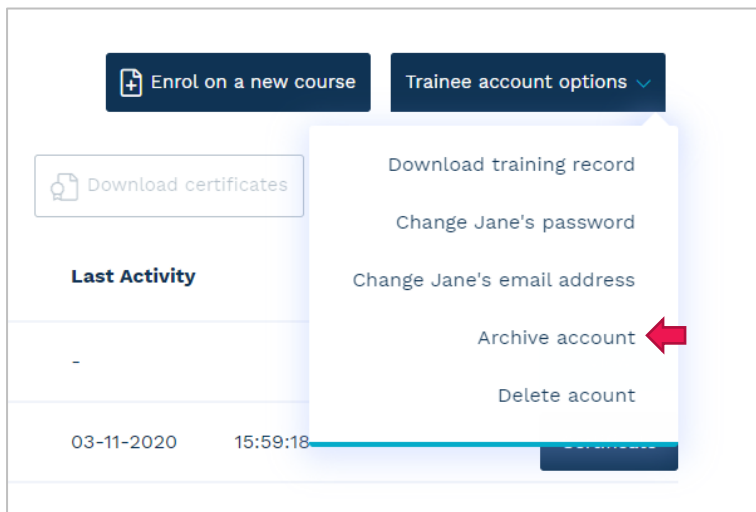 Enrol on a new course
Trainee account options
Download certificates
Download training record
Change Jane's password
Change Jane's email address
Archive account
Delete acount
Last Activity
-
03-11-2020 15:59:18